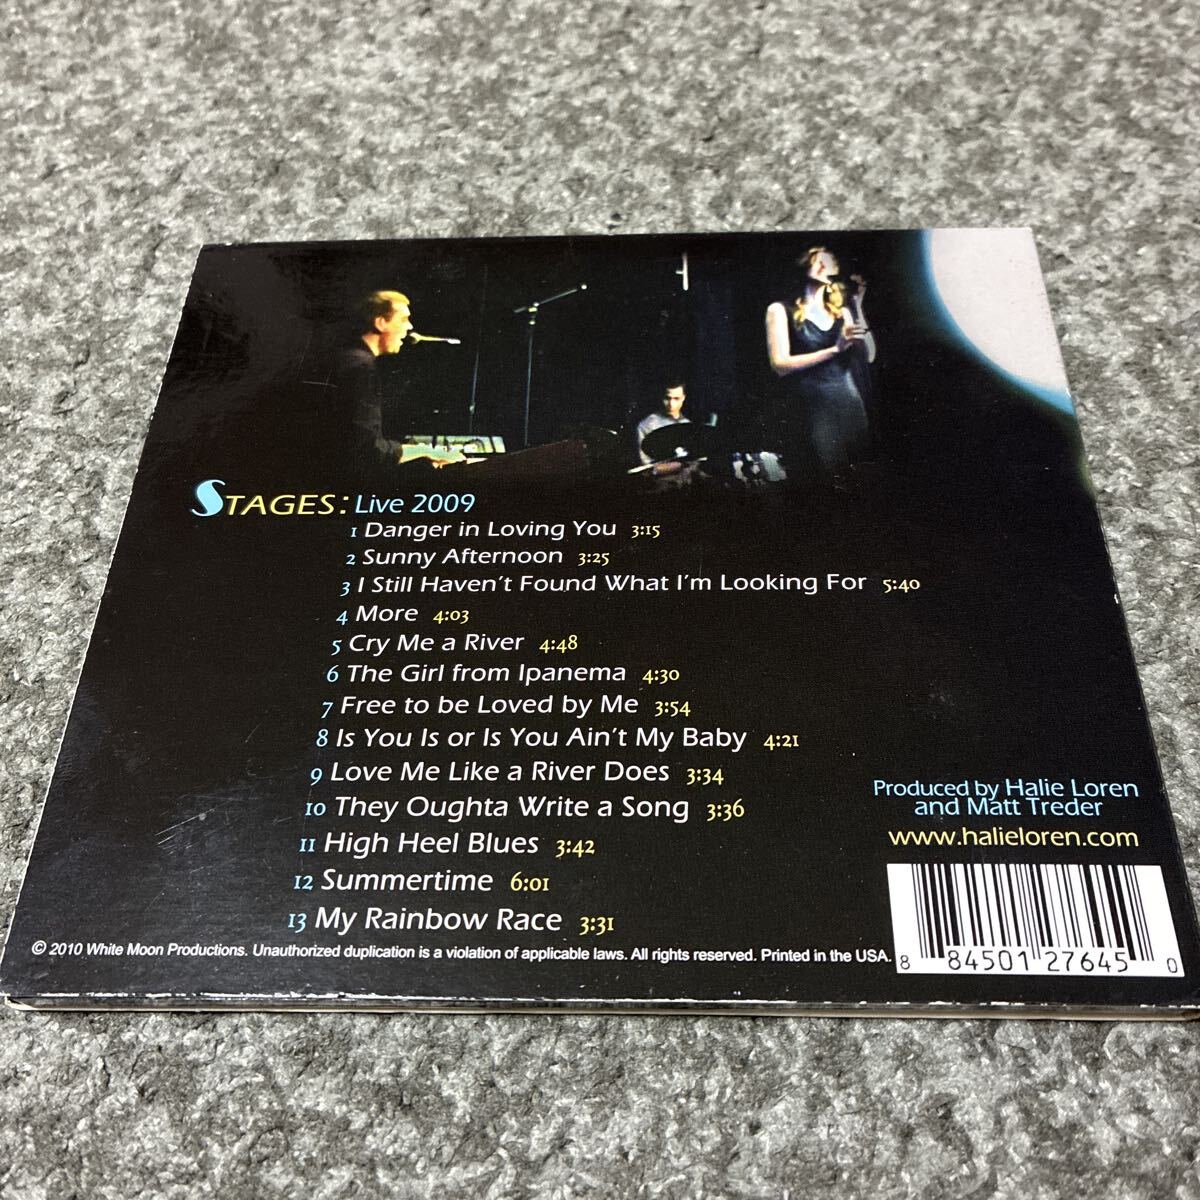 STAGES: Live 2009
1 Danger in Loving You 3:15
2 Sunny Afternoon 3:25
3 I Still Haven't Found What I'm Looking For 5:40
4 More 4:03
5 Cry Me a River 4:48
6 The Girl from Ipanema 4:30
7 Free to be Loved by Me 3:54
8 Is You Is or Is You Ain't My Baby 4:21
9 Love Me Like a River Does 3:34
10 They Oughta Write a Song 3:36
11 High Heel Blues 3:42
12 Summertime 6:01
13 My Rainbow Race 3:31
Produced by Halie Loren
and Matt Treder
www.halieloren.com
© 2010 White Moon Productions. Unauthorized duplication is a violation of applicable laws. All rights reserved. Printed in the USA.
8 84501 27645 0